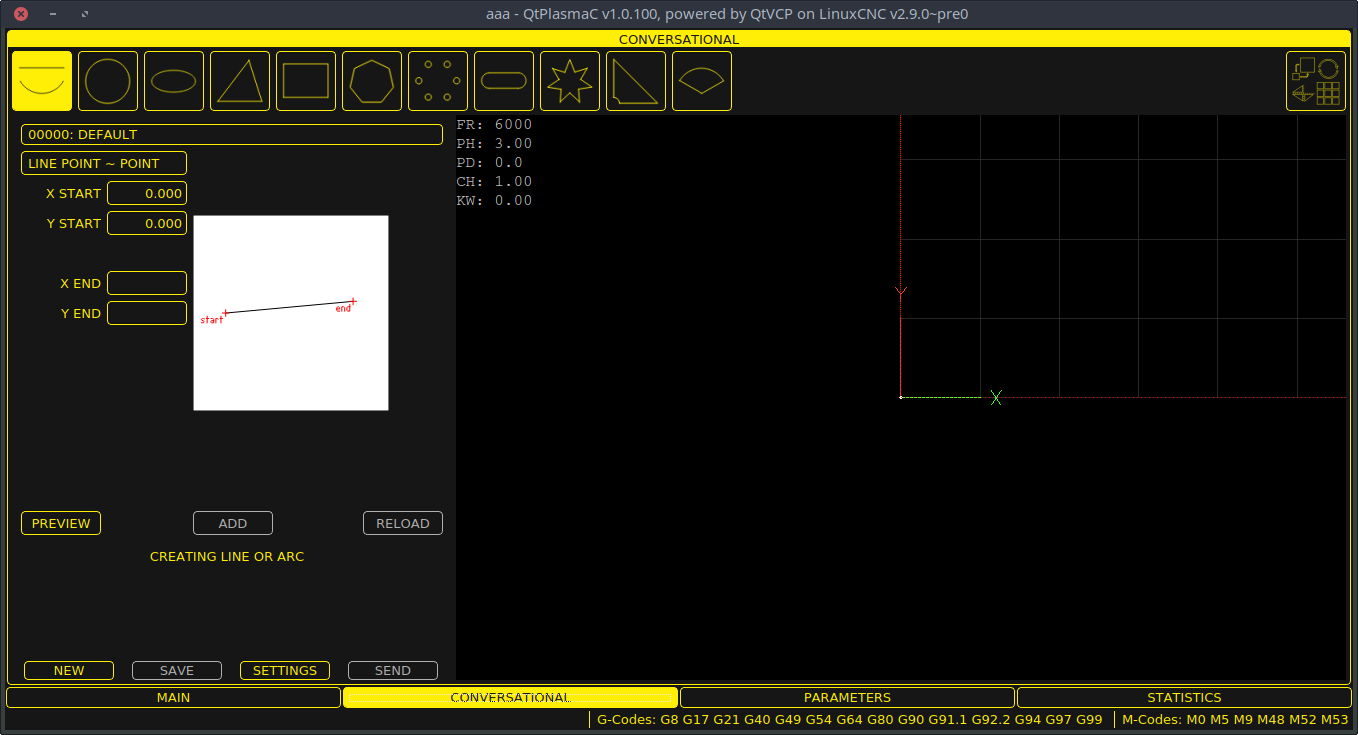 aaa - QtPlasmaC v1.0.100, powered by QtVCP on LinuxCNC v2.9.0~pre0
CONVERSATIONAL
00000: DEFAULT
LINE POINT ~ POINT
X START 0.000
Y START 0.000
X END
Y END
start
end
PREVIEW ADD RELOAD
CREATING LINE OR ARC
NEW SAVE SETTINGS SEND
FR: 6000
PH: 3.00
PD: 0.0
CH: 1.00
KW: 0.00
Y
X
MAIN CONVERSATIONAL PARAMETERS STATISTICS
G-Codes: G8 G17 G21 G40 G49 G54 G64 G80 G90 G91.1 G92.2 G94 G97 G99 M-Codes: M0 M5 M9 M48 M52 M53